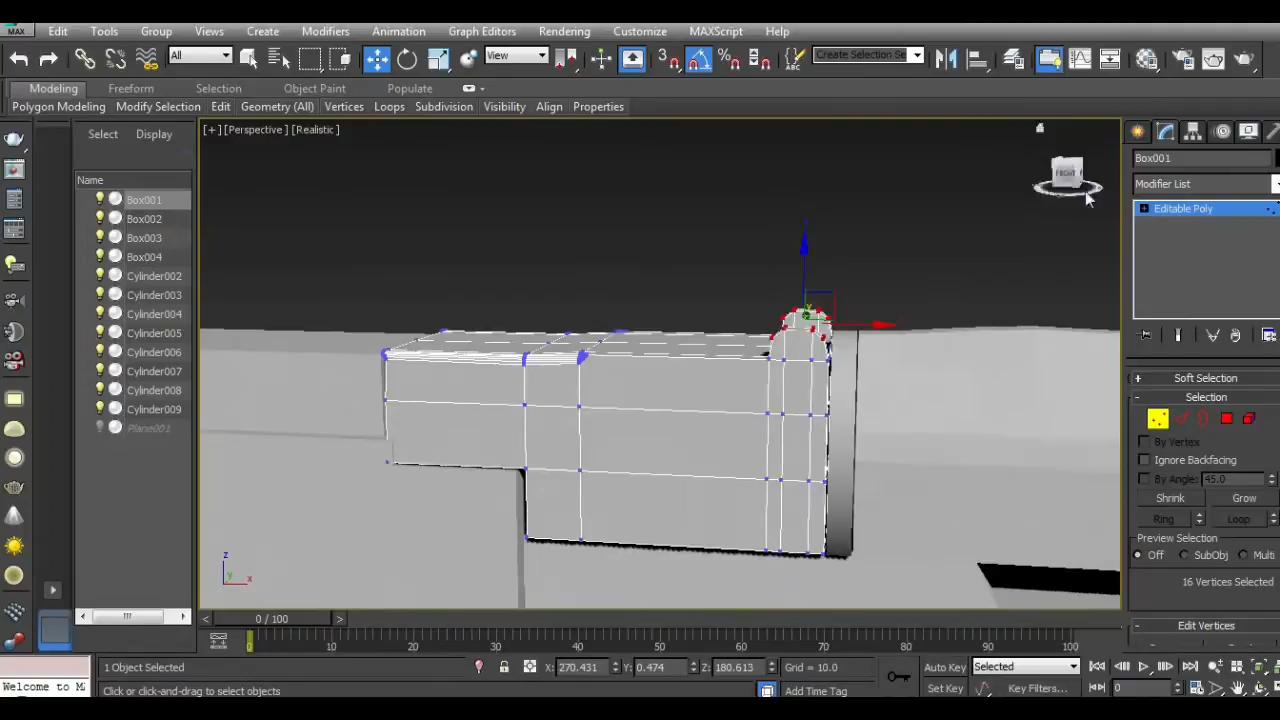 MAX Edit Tools Group Views Create Modifiers Animation Graph Editors Rendering Customize MAXScript Help
All View 3 % ABC Create Selection Se
Modeling Freeform Selection Object Paint Populate
Polygon Modeling Modify Selection Edit Geometry (All) Vertices Loops Subdivision Visibility Align Properties
Select Display
Name
Box001
Box002
Box003
Box004
Cylinder002
Cylinder003
Cylinder004
Cylinder005
Cylinder006
Cylinder007
Cylinder008
Cylinder009
Plane001
[+] [Perspective] [Realistic]
FRONT
z
y
x
Box001
Modifier List
Editable Poly
Soft Selection
Selection
By Vertex
Ignore Backfacing
By Angle: 45.0
Shrink Grow
Ring Loop
Preview Selection
Off SubObj Multi
16 Vertices Selected
Edit Vertices
< 0 / 100 >
0 10 20 30 40 50 60 70 80 90 100
1 Object Selected X: 270.431 Y: 0.474 Z: 180.613 Grid = 10.0 Auto Key Selected
Welcome to M Click or click-and-drag to select objects Add Time Tag Set Key Key Filters... 0